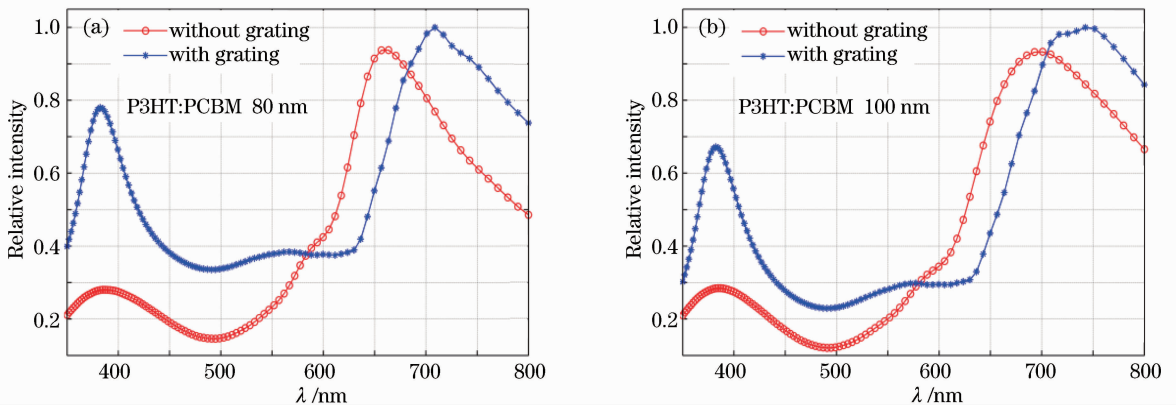 (a)
without grating
with grating
P3HT:PCBM 80 nm
Relative intensity
1.0
0.8
0.6
0.4
0.2
400 500 600 700 800
λ /nm
(b)
without grating
with grating
P3HT:PCBM 100 nm
Relative intensity
1.0
0.8
0.6
0.4
0.2
400 500 600 700 800
λ /nm